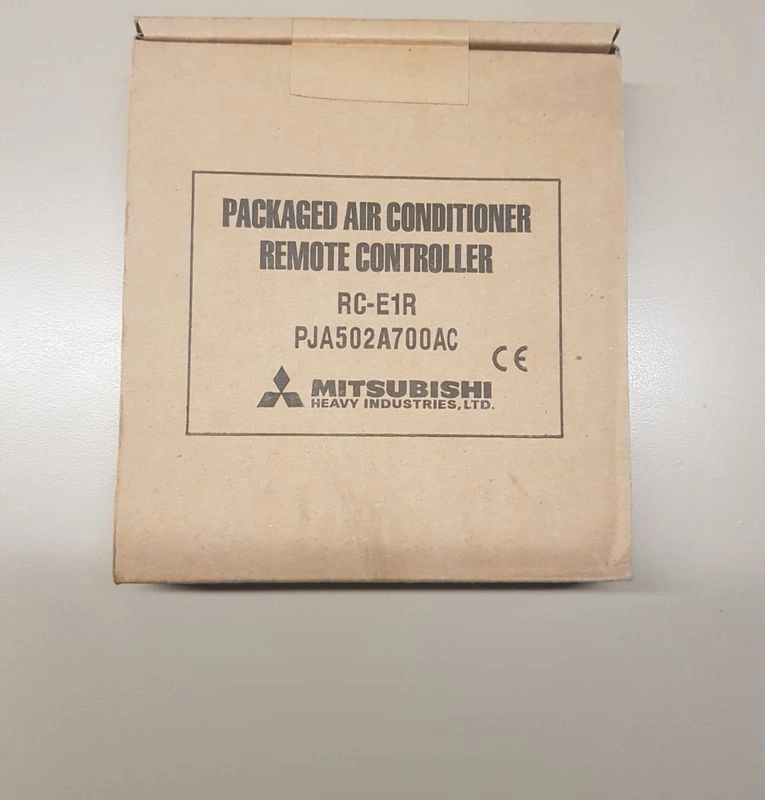 PACKAGED AIR CONDITIONER
REMOTE CONTROLLER
RC-E1R
PJA502A700AC
CE
MITSUBISHI
HEAVY INDUSTRIES, LTD.